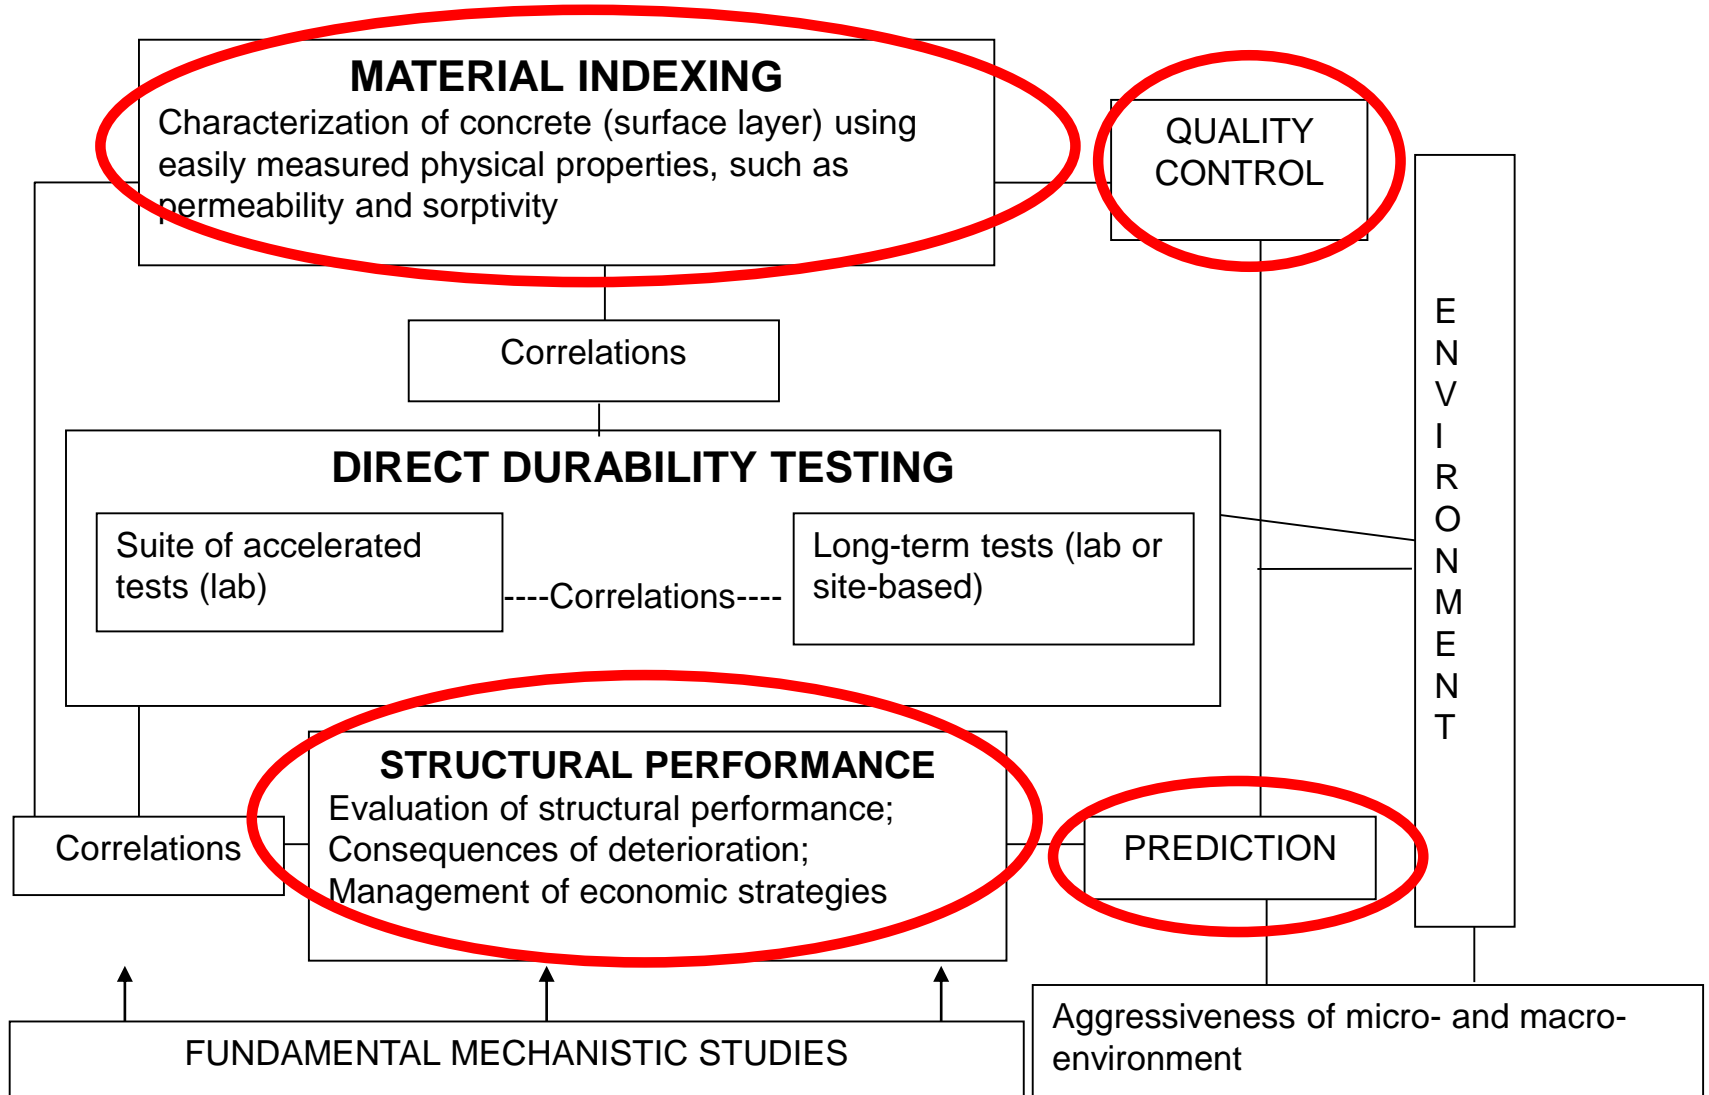 MATERIAL INDEXING
Characterization of concrete (surface layer) using
easily measured physical properties, such as
permeability and sorptivity
QUALITY
CONTROL
Correlations
DIRECT DURABILITY TESTING
Suite of accelerated
tests (lab)
----Correlations----
Long-term tests (lab or
site-based)
E
N
V
I
R
O
N
M
E
N
T
STRUCTURAL PERFORMANCE
Evaluation of structural performance;
Consequences of deterioration;
Management of economic strategies
Correlations
PREDICTION
FUNDAMENTAL MECHANISTIC STUDIES
Aggressiveness of micro- and macro-
environment